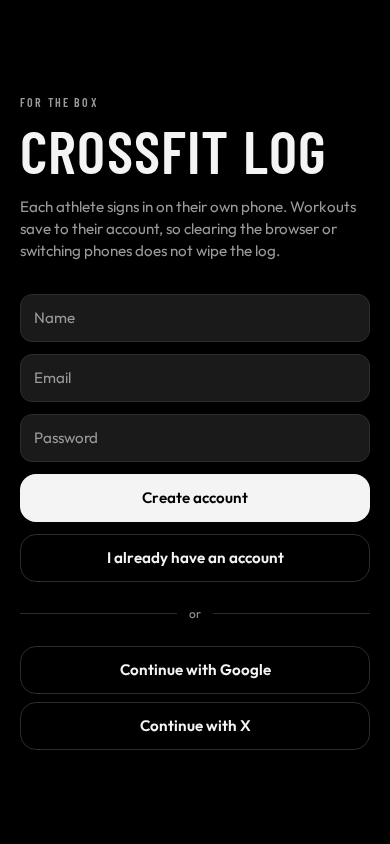 FOR THE BOX
CROSSFIT LOG
Each athlete signs in on their own phone. Workouts
save to their account, so clearing the browser or
switching phones does not wipe the log.
Name
Email
Password
Create account
I already have an account
or
Continue with Google
Continue with X